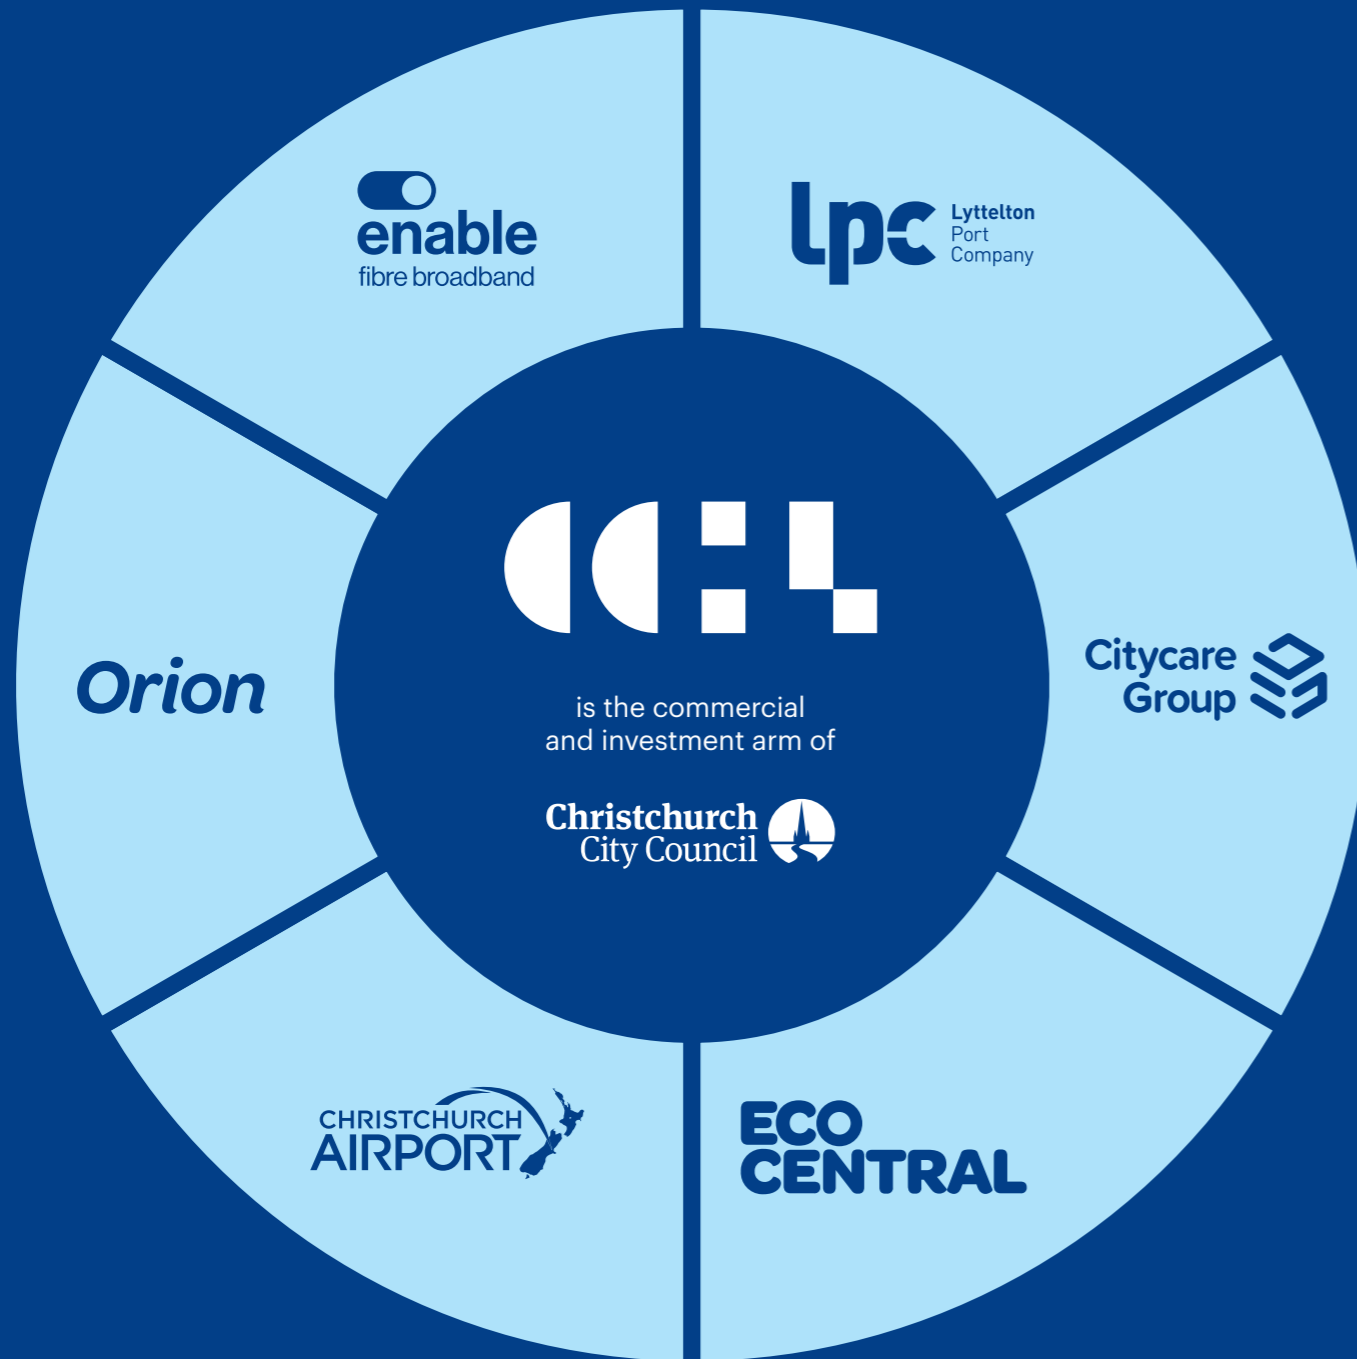 enable
fibre broadband
lpc
Lyttelton
Port
Company
Orion
CCHL
is the commercial
and investment arm of
Christchurch
City Council
Citycare
Group
CHRISTCHURCH
AIRPORT
ECO
CENTRAL